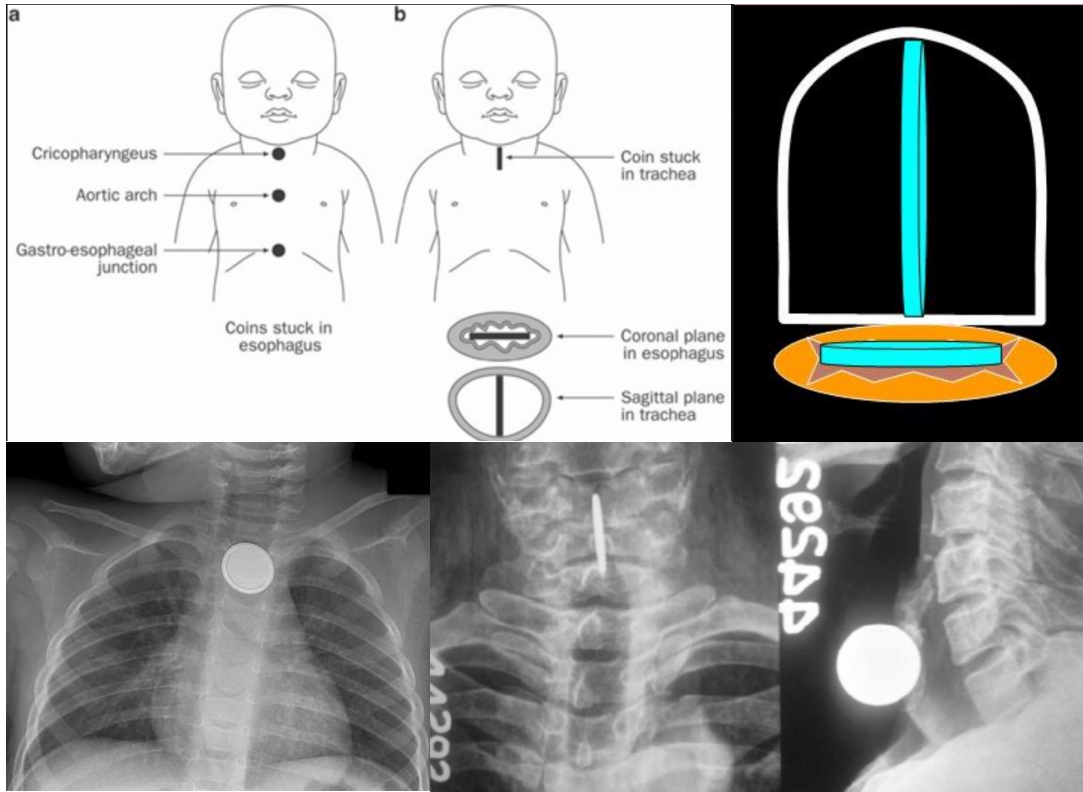 a
b
Cricopharyngeus
Aortic arch
Gastro-esophageal
junction
Coins stuck in
esophagus
Coin stuck
in trachea
Coronal plane
in esophagus
Sagittal plane
in trachea